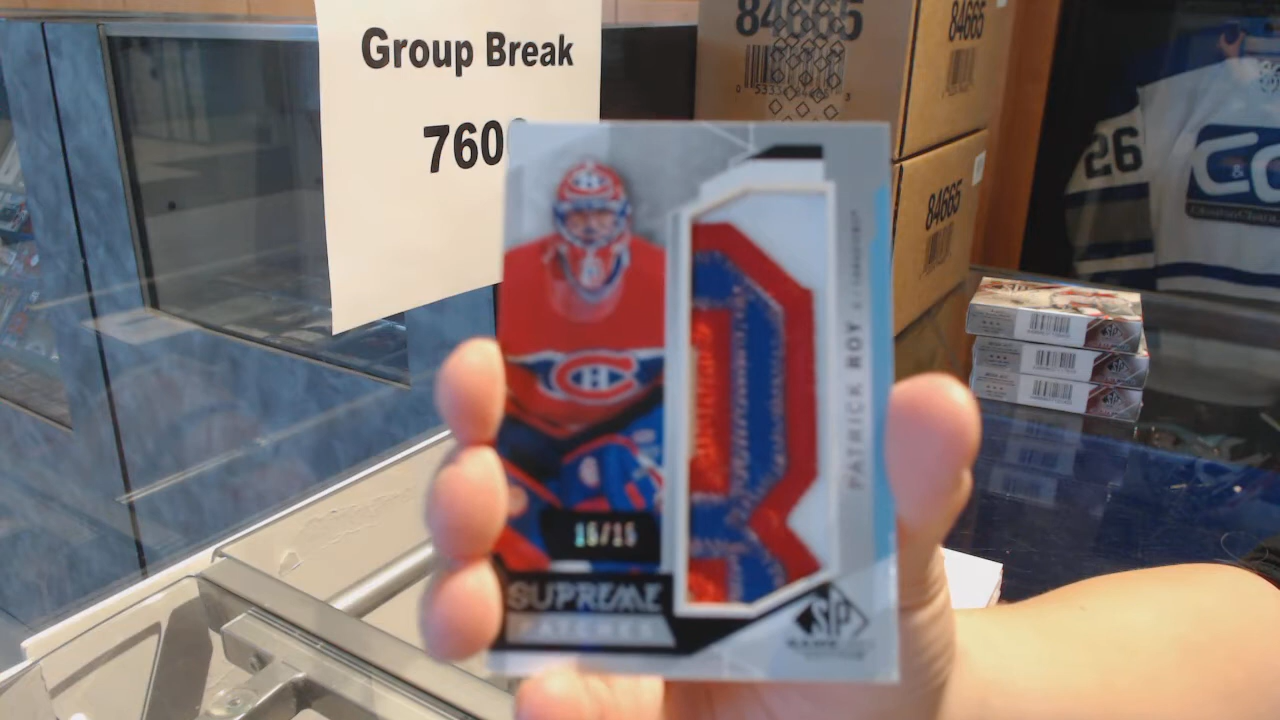 Group Break
760
84665
84665
84665
26
PATRICK ROY
15/15
SUPREME
PATCHES
SP